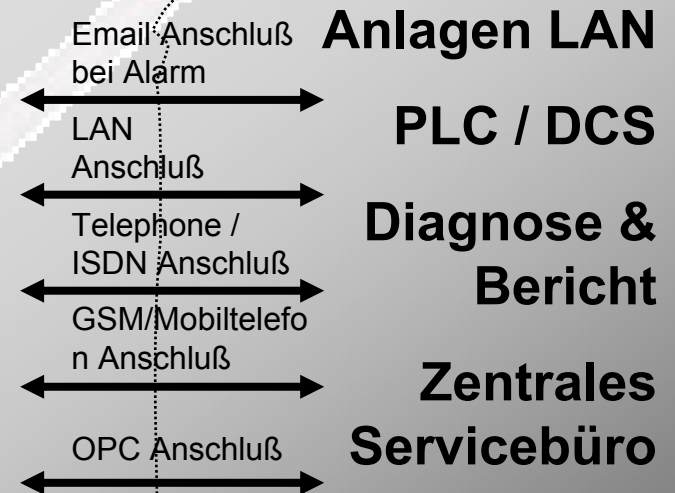 Email Anschluß
bei Alarm
LAN
Anschluß
Telephone /
ISDN Anschluß
GSM/Mobiltelefo
n Anschluß
OPC Anschluß
Anlagen LAN
PLC / DCS
Diagnose &
Bericht
Zentrales
Servicebüro